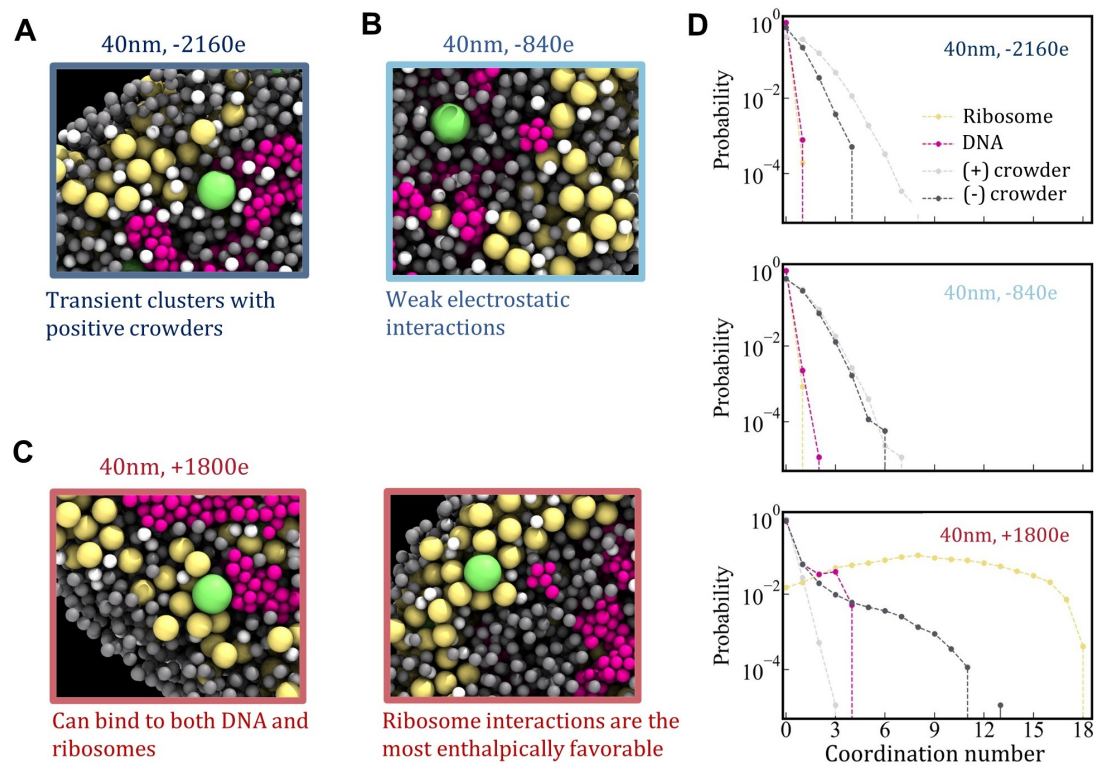 A
40nm, -2160e
Transient clusters with
positive crowders
B
40nm, -840e
Weak electrostatic
interactions
C
40nm, +1800e
Can bind to both DNA and
ribosomes
Ribosome interactions are the
most enthalpically favorable
D
40nm, -2160e
Probability
10^0
10^-2
10^-4
Ribosome
DNA
(+) crowder
(-) crowder
40nm, -840e
Probability
10^0
10^-2
10^-4
40nm, +1800e
Probability
10^0
10^-2
10^-4
0 3 6 9 12 15 18
Coordination number